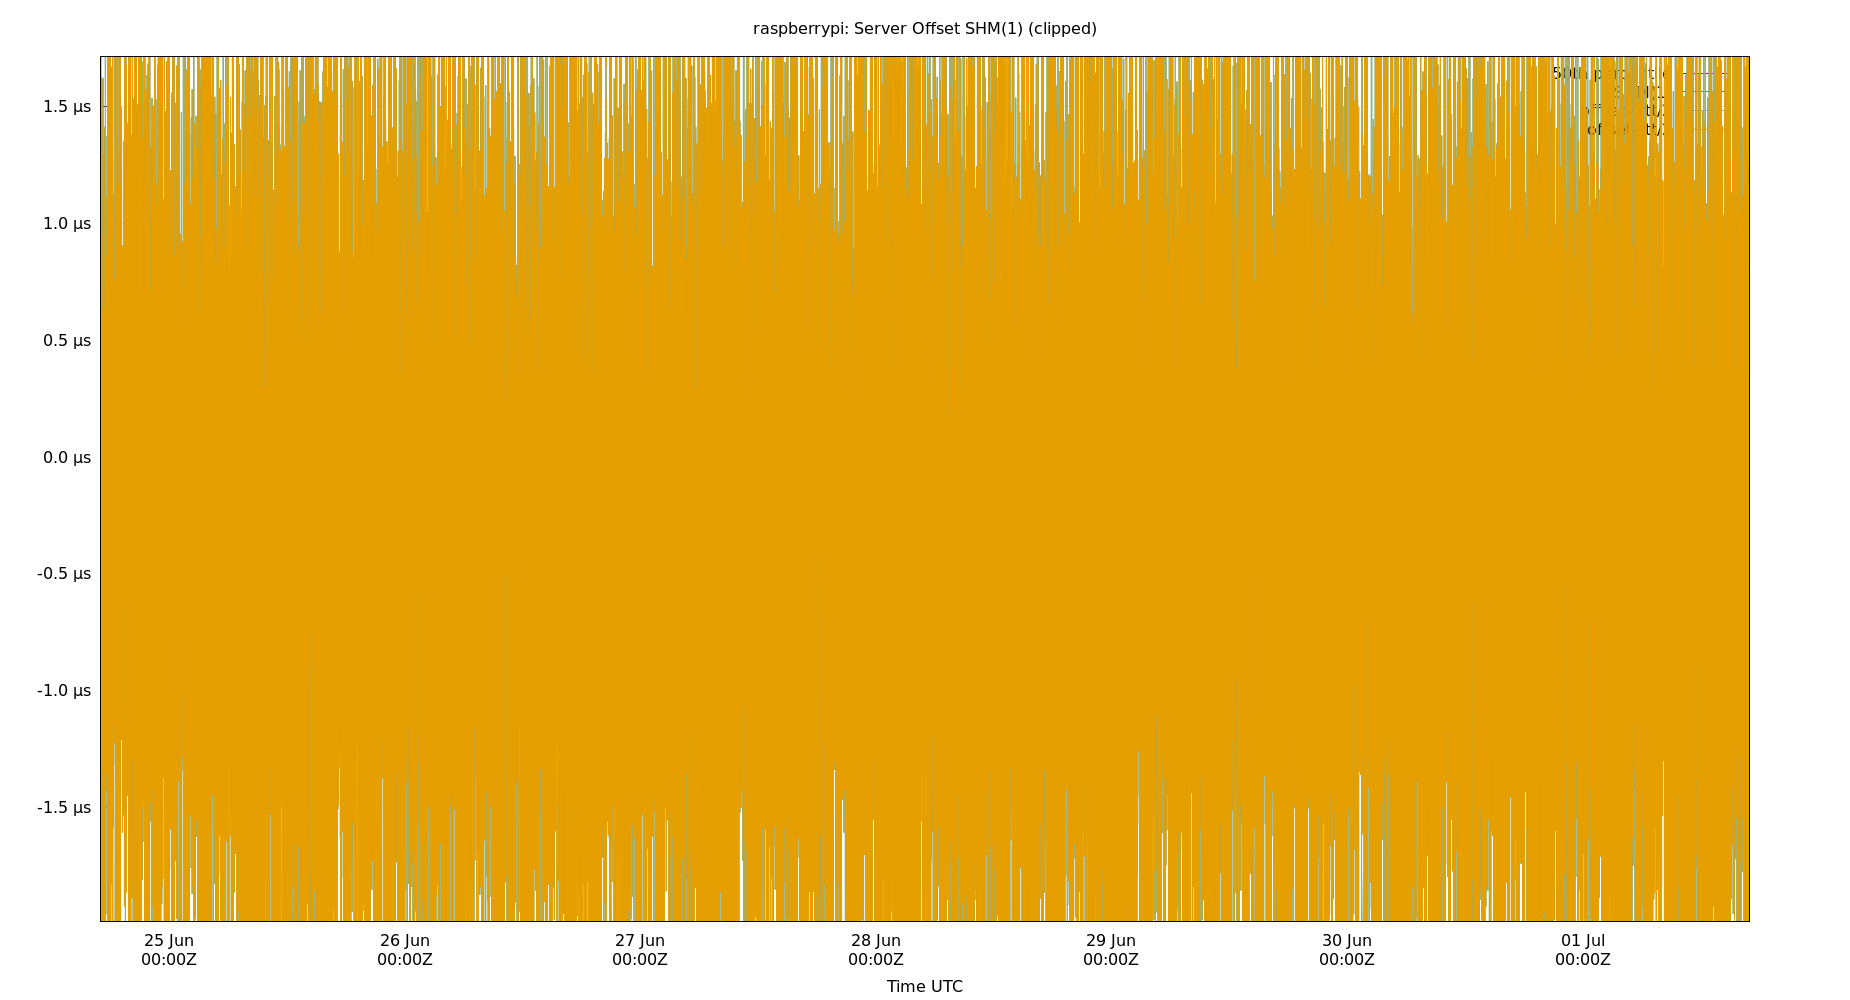 raspberrypi: Server Offset SHM(1) (clipped)
1.5 µs
1.0 µs
0.5 µs
0.0 µs
-0.5 µs
-1.0 µs
-1.5 µs
25 Jun 26 Jun 27 Jun 28 Jun 29 Jun 30 Jun 01 Jul
00:00Z 00:00Z 00:00Z 00:00Z 00:00Z 00:00Z 00:00Z
Time UTC